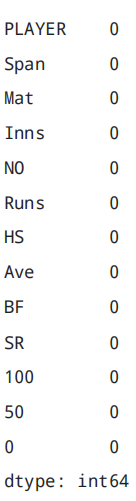 PLAYER    0
Span      0
Mat       0
Inns      0
NO        0
Runs      0
HS        0
Ave       0
BF        0
SR        0
100       0
50        0
0         0
dtype: int64